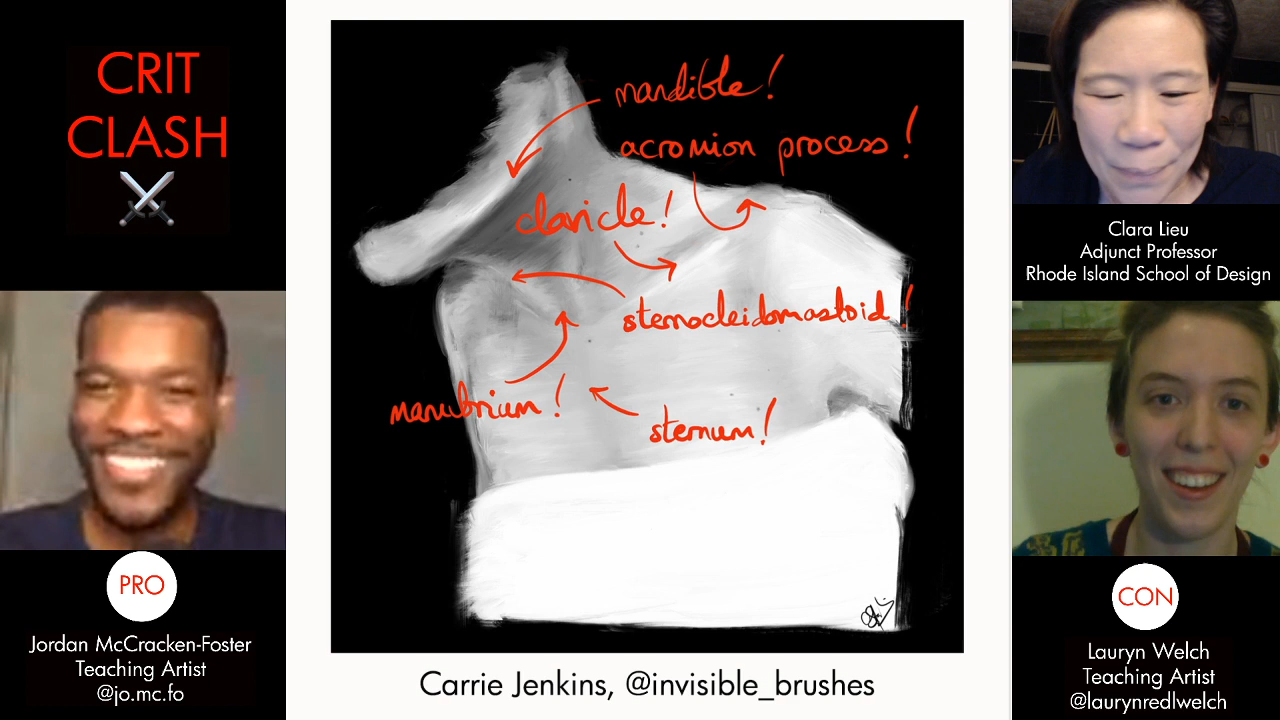 CRIT
CLASH
mandible!
acromion process!
clavicle!
sternocleidomastoid!
manubrium!
sternum!
Carrie Jenkins, @invisible_brushes
PRO
Jordan McCracken-Foster
Teaching Artist
@jo.mc.fo
Clara Lieu
Adjunct Professor
Rhode Island School of Design
CON
Lauryn Welch
Teaching Artist
@laurynredlwelch